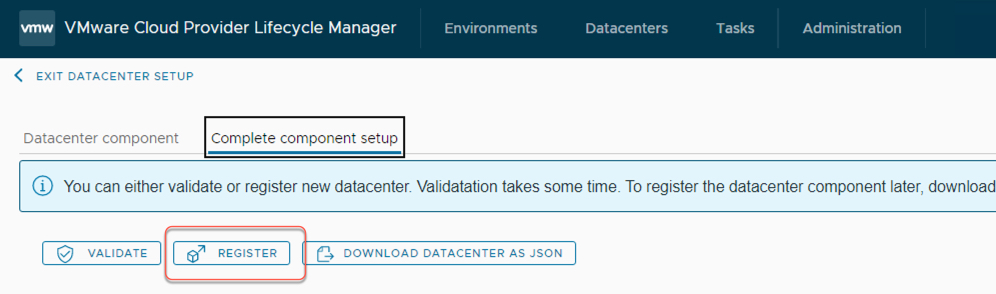 vmw VMware Cloud Provider Lifecycle Manager Environments Datacenters Tasks Administration
EXIT DATACENTER SETUP
Datacenter component Complete component setup
You can either validate or register new datacenter. Validatation takes some time. To register the datacenter component later, download
VALIDATE REGISTER DOWNLOAD DATACENTER AS JSON